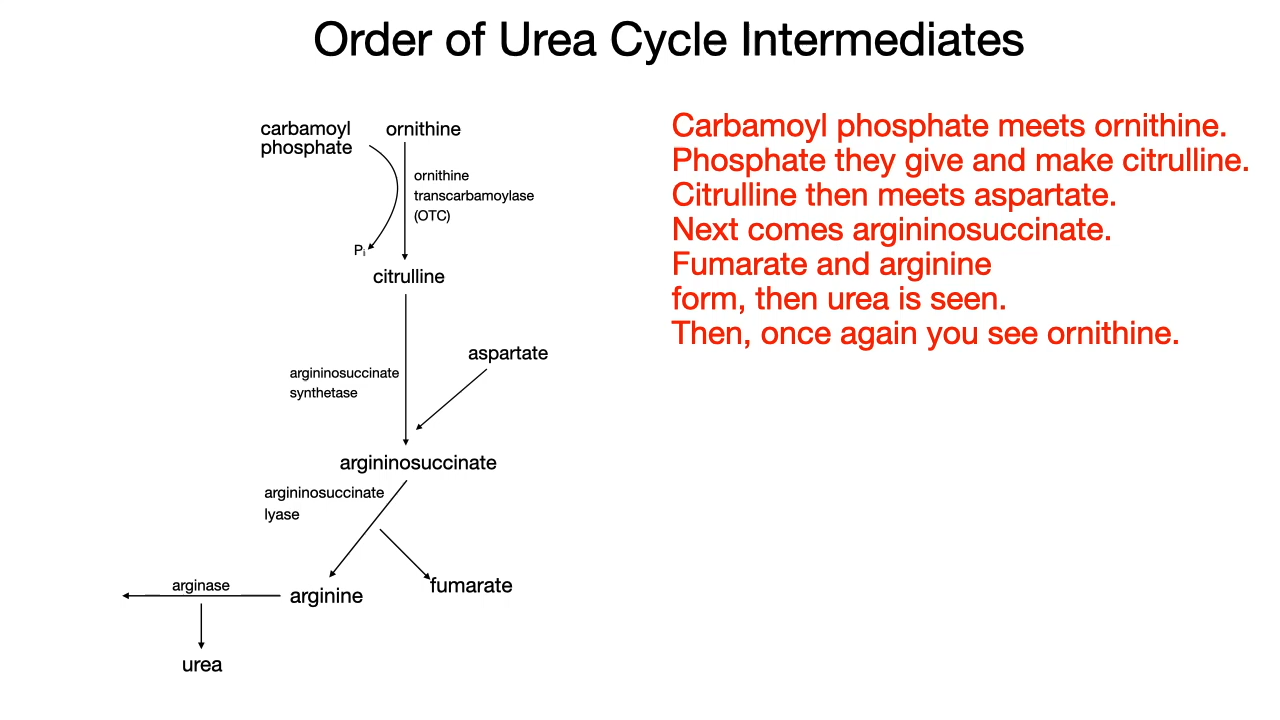 Order of Urea Cycle Intermediates
carbamoyl
phosphate
ornithine
ornithine
transcarbamoylase
(OTC)
Pi
citrulline
aspartate
argininosuccinate
synthetase
argininosuccinate
argininosuccinate
lyase
arginase
arginine
fumarate
urea
Carbamoyl phosphate meets ornithine.
Phosphate they give and make citrulline.
Citrulline then meets aspartate.
Next comes argininosuccinate.
Fumarate and arginine
form, then urea is seen.
Then, once again you see ornithine.